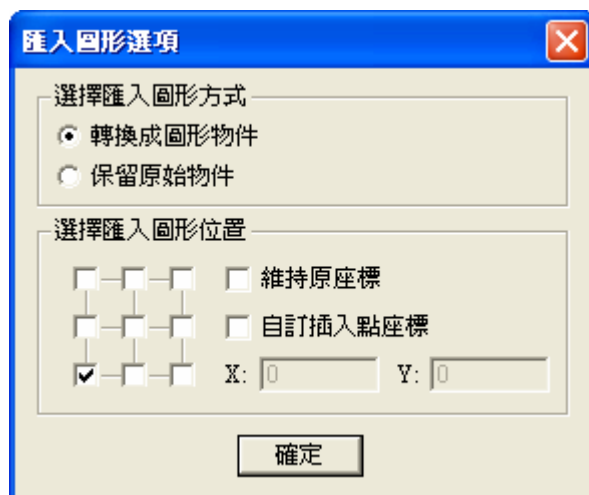 匯入圖形選項
選擇匯入圖形方式
轉換成圖形物件
保留原始物件
選擇匯入圖形位置
維持原座標
自訂插入點座標
X: 0 Y: 0
確定